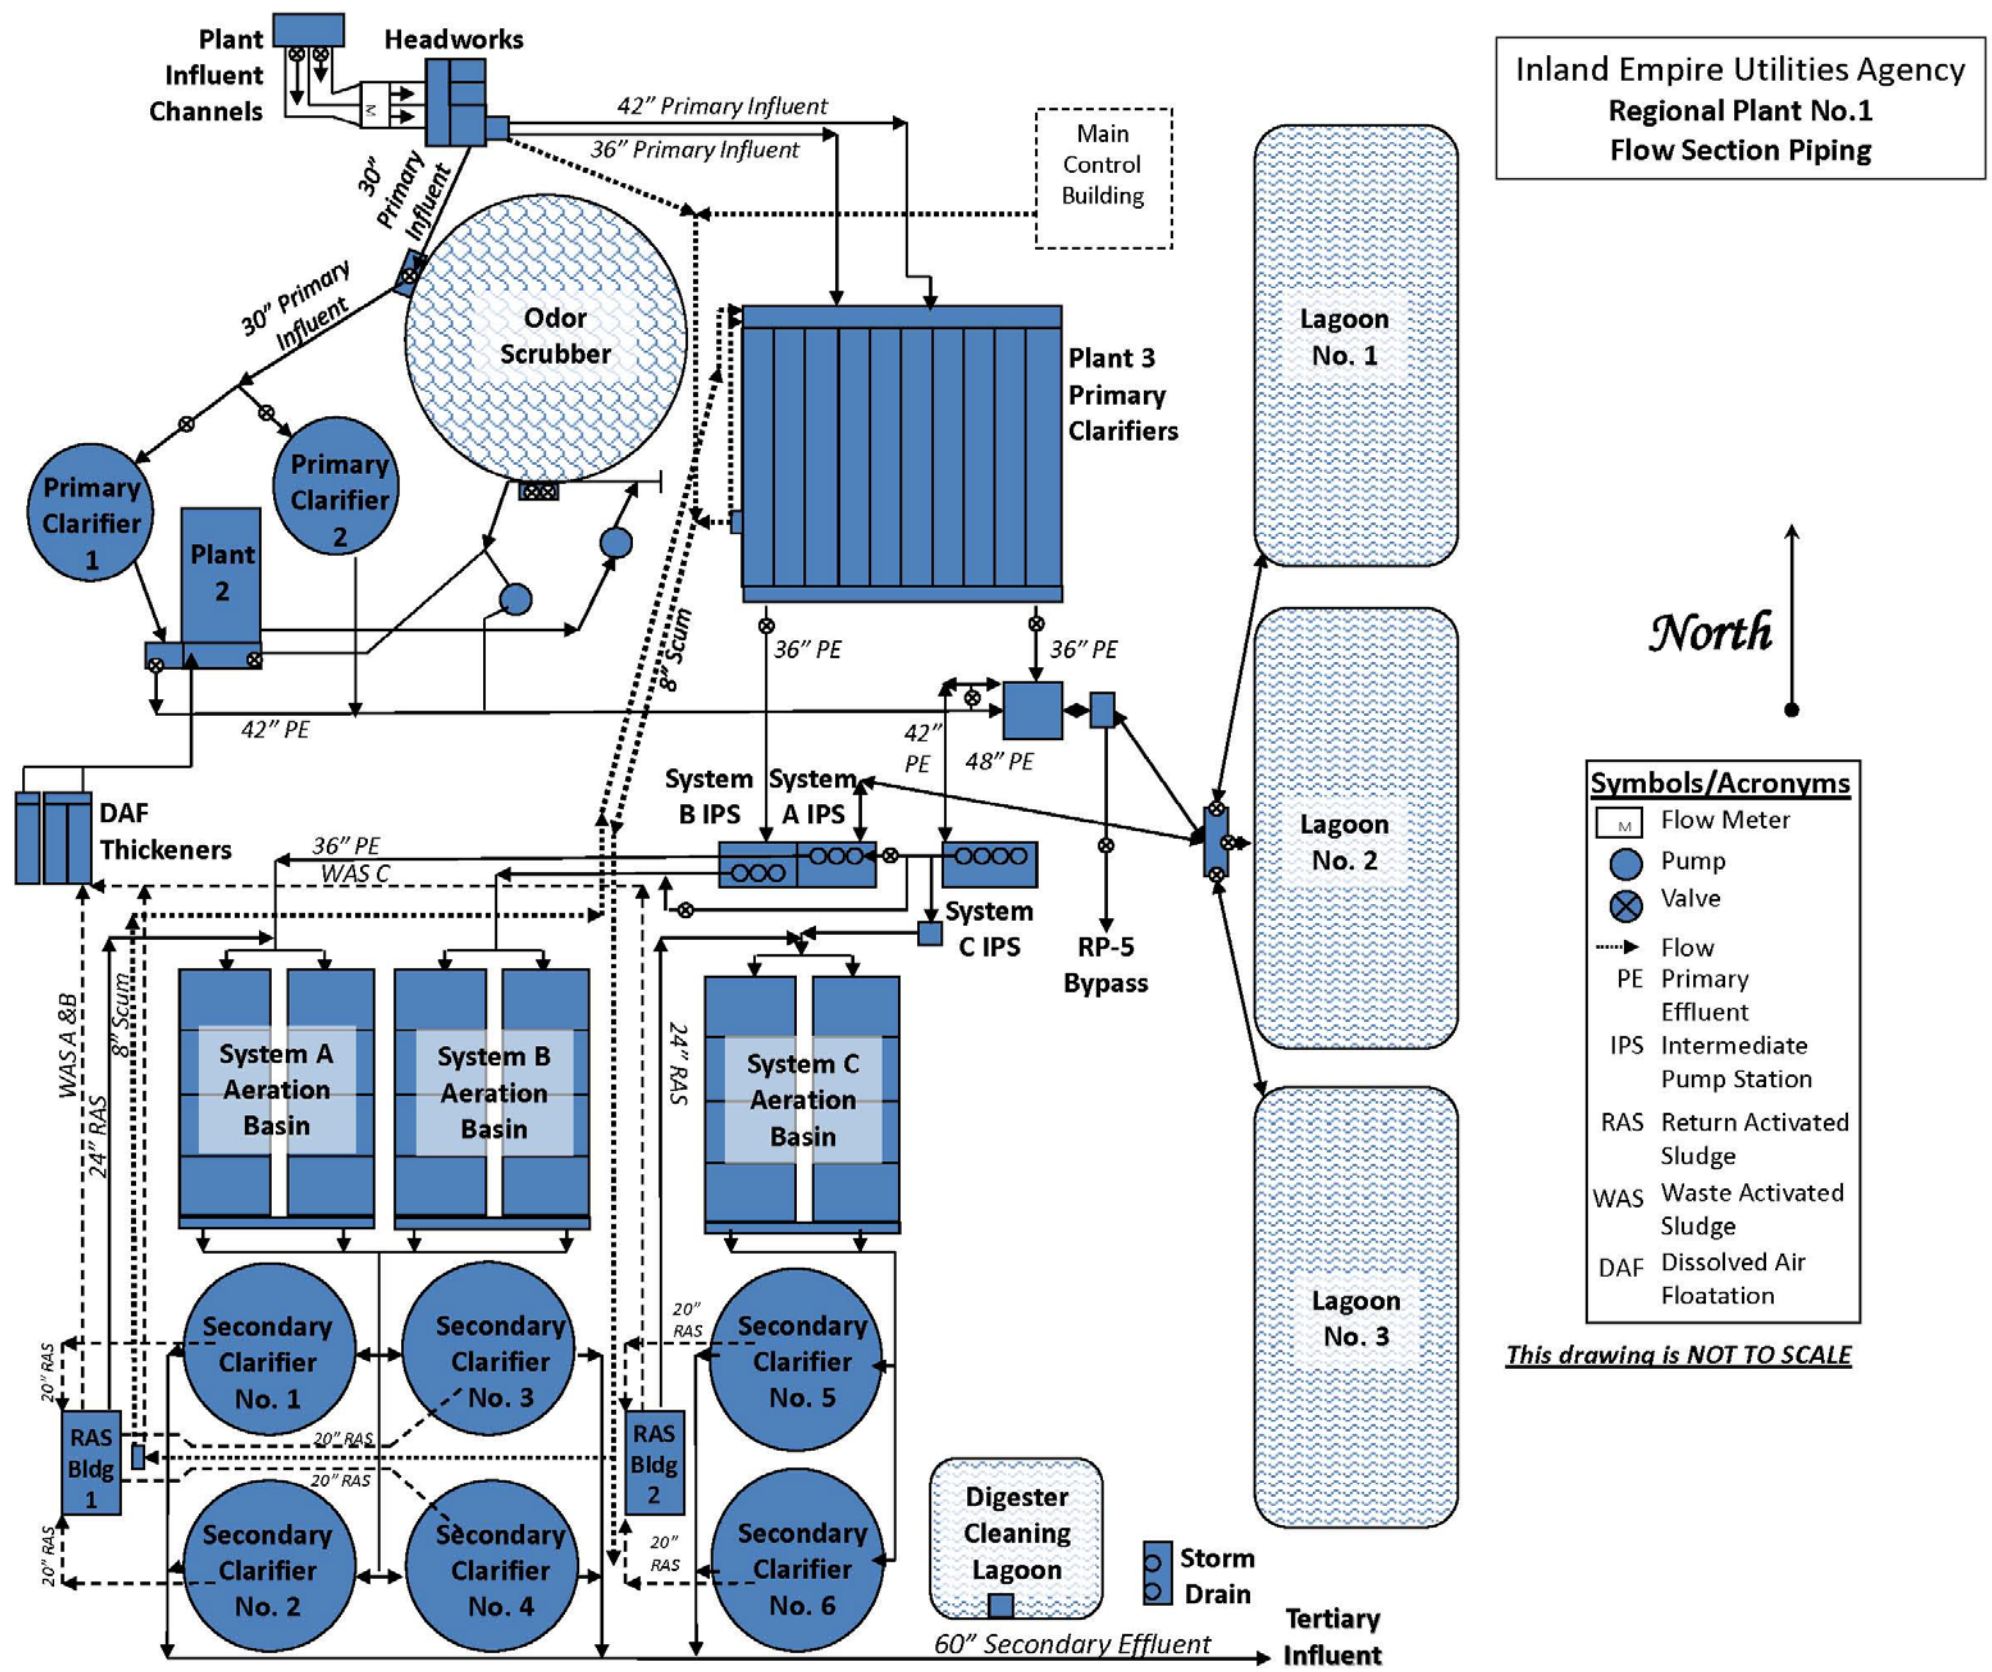 Plant
Influent
Channels
Headworks
M
42” Primary Influent
36” Primary Influent
30”
Primary
Influent
30” Primary
Influent
Main
Control
Building
Inland Empire Utilities Agency
Regional Plant No.1
Flow Section Piping
Odor
Scrubber
Plant 3
Primary
Clarifiers
Lagoon
No. 1
Primary
Clarifier
1
Primary
Clarifier
2
Plant
2
8” Scum
36” PE
36” PE
North
42” PE
42”
PE
48” PE
System
B IPS
System
A IPS
DAF
Thickeners
36” PE
WAS C
System
C IPS
RP-5
Bypass
Lagoon
No. 2
Symbols/Acronyms
M Flow Meter
Pump
Valve
Flow
PE Primary
Effluent
IPS Intermediate
Pump Station
RAS Return Activated
Sludge
WAS Waste Activated
Sludge
DAF Dissolved Air
Floatation
This drawing is NOT TO SCALE
WAS A &B
24” RAS
8” Scum
System A
Aeration
Basin
System B
Aeration
Basin
24” RAS
System C
Aeration
Basin
Secondary
Clarifier
No. 1
Secondary
Clarifier
No. 3
20”
RAS
Secondary
Clarifier
No. 5
Lagoon
No. 3
20” RAS
RAS
Bldg
1
20” RAS
20” RAS
RAS
Bldg
2
20” RAS
Secondary
Clarifier
No. 2
Secondary
Clarifier
No. 4
20”
RAS
Secondary
Clarifier
No. 6
Digester
Cleaning
Lagoon
Storm
Drain
60” Secondary Effluent
Tertiary
Influent